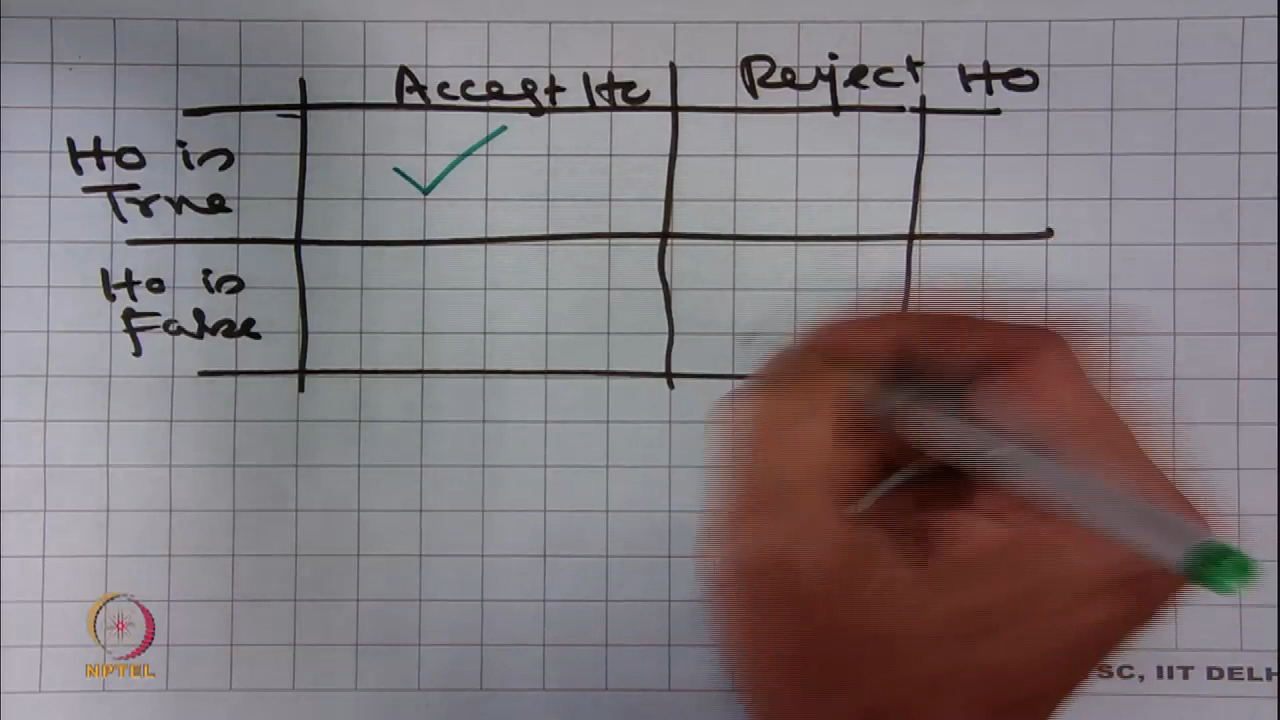 Accept Ho Reject Ho
Ho is
True
Ho is
False
NPTEL
SC, IIT DELH